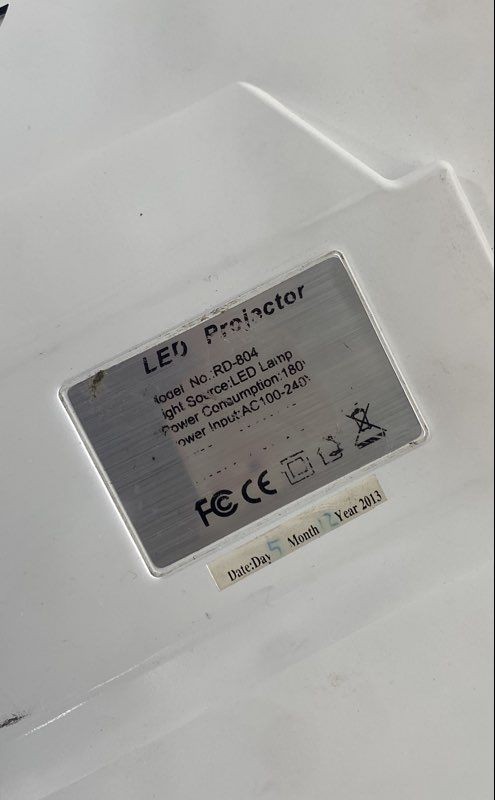 LED Projector
Model No.:RD-804
ight Source:LED Lamp
Power Consumption:180
Power Input:AC100-240
FC CE
Date:Day 5 Month 12 Year 2013